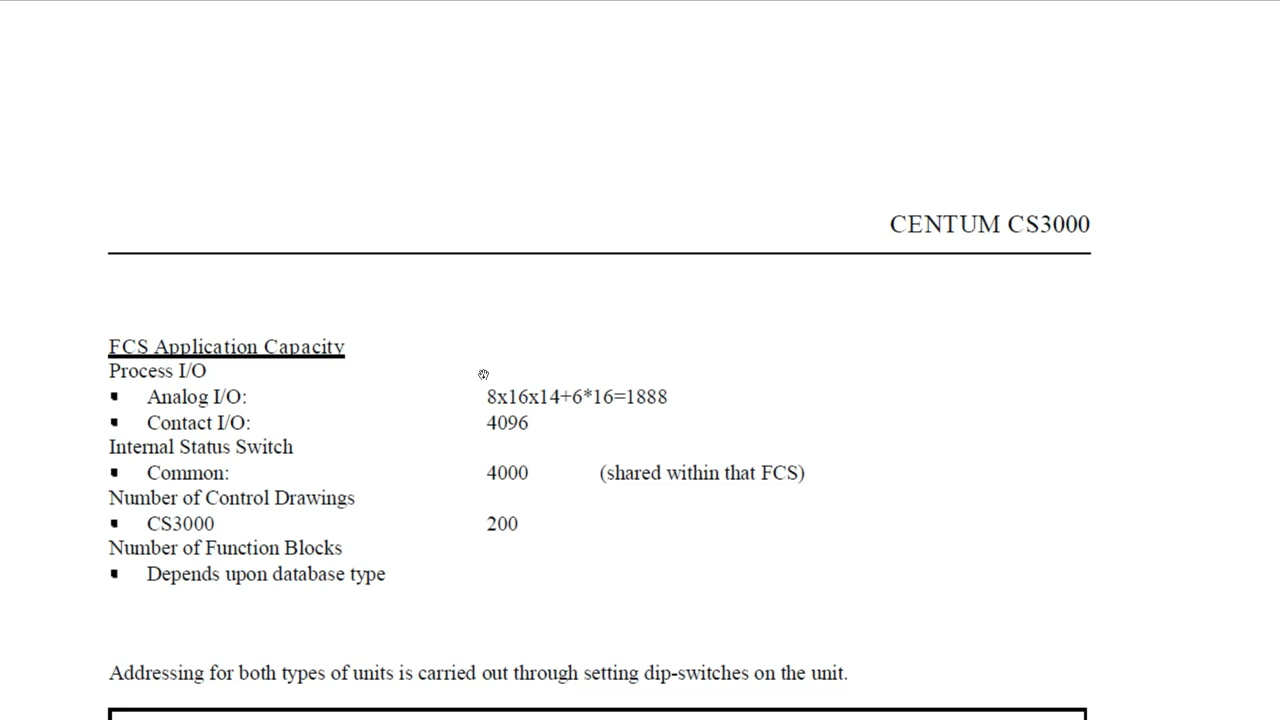 CENTUM CS3000
FCS Application Capacity
Process I/O
▪ Analog I/O: 8x16x14+6*16=1888
▪ Contact I/O: 4096
Internal Status Switch
▪ Common: 4000 (shared within that FCS)
Number of Control Drawings
▪ CS3000 200
Number of Function Blocks
▪ Depends upon database type
Addressing for both types of units is carried out through setting dip-switches on the unit.